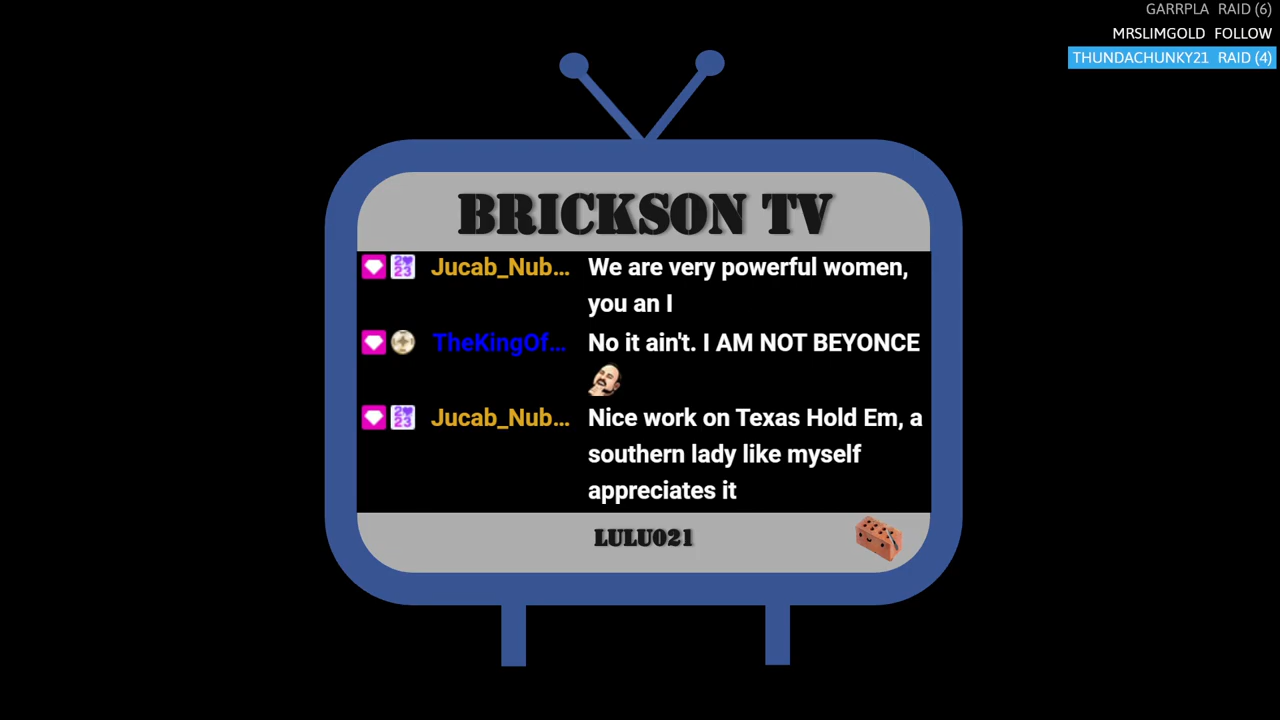 GARRPLA RAID (6)
MRSLIMGOLD FOLLOW
THUNDACHUNKY21 RAID (4)
BRICKSON TV
Jucab_Nub... We are very powerful women,
you an I
TheKingOf... No it ain't. I AM NOT BEYONCE
Jucab_Nub... Nice work on Texas Hold Em, a
southern lady like myself
appreciates it
LULU021